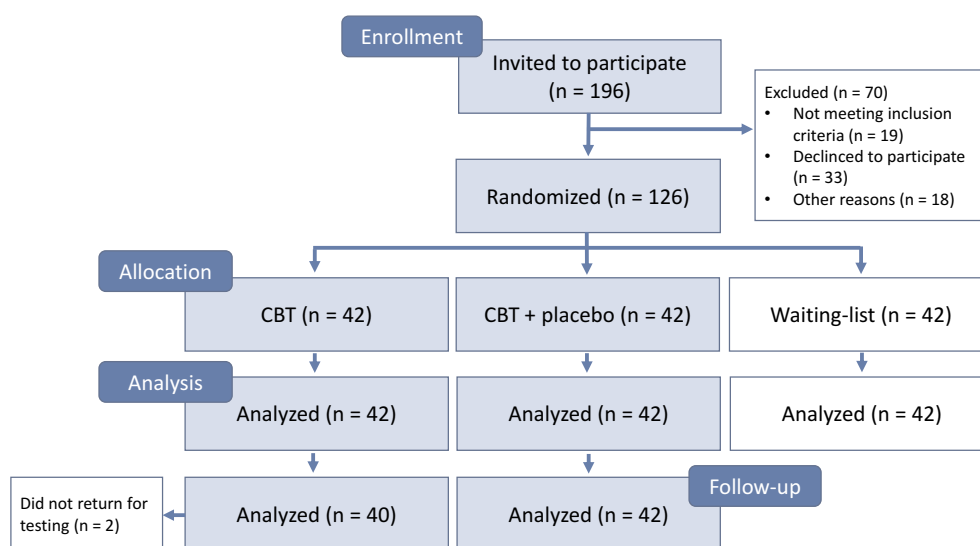 Enrollment
Invited to participate
(n = 196)
Excluded (n = 70)
• Not meeting inclusion
criteria (n = 19)
• Declinced to participate
(n = 33)
• Other reasons (n = 18)
Randomized (n = 126)
Allocation
CBT (n = 42)
CBT + placebo (n = 42)
Waiting-list (n = 42)
Analysis
Analyzed (n = 42)
Analyzed (n = 42)
Analyzed (n = 42)
Follow-up
Did not return for
testing (n = 2)
Analyzed (n = 40)
Analyzed (n = 42)